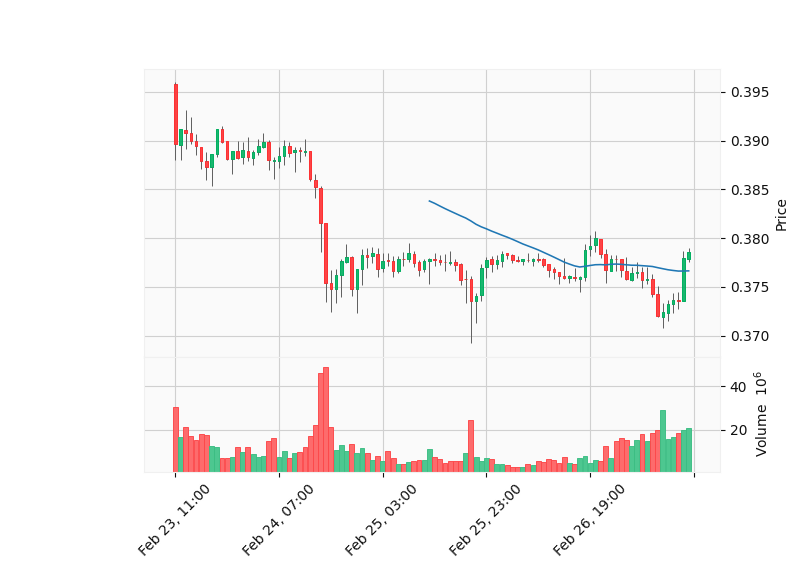 0.395
0.390
0.385
0.380
0.375
0.370
Price
40
20
Volume 10^6
Feb 23, 11:00
Feb 24, 07:00
Feb 25, 03:00
Feb 25, 23:00
Feb 26, 19:00